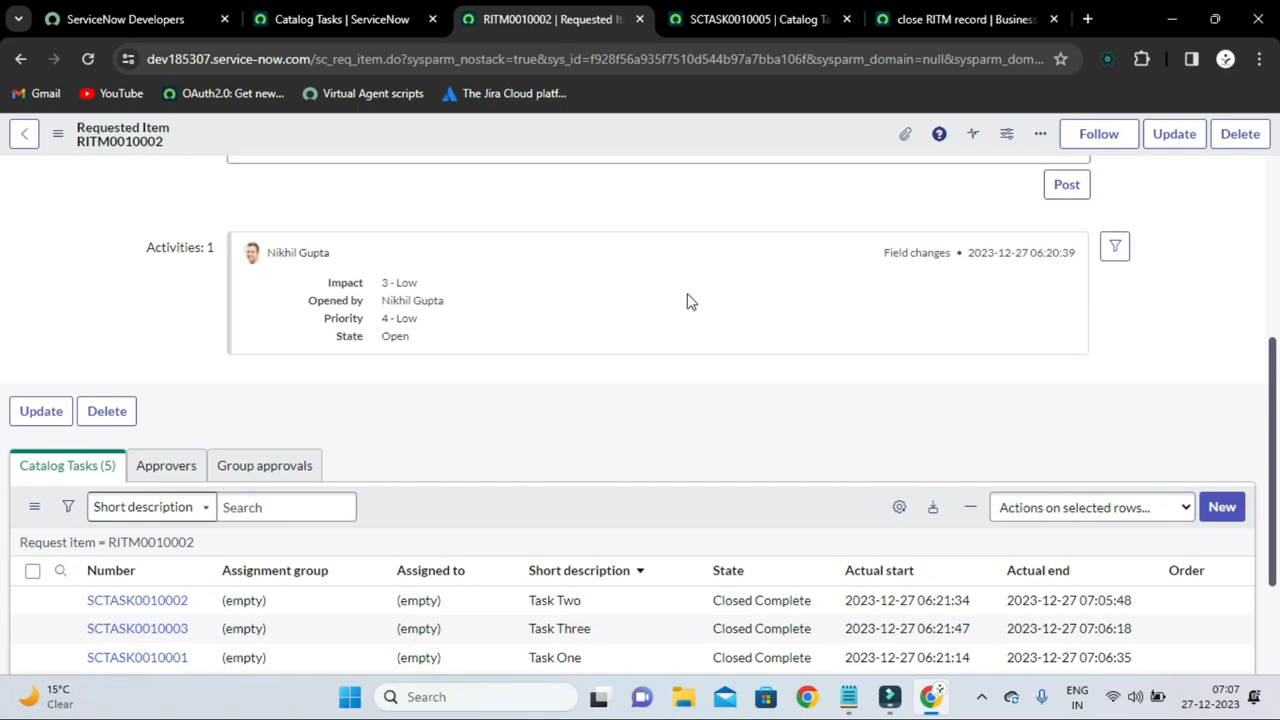 ServiceNow Developers
Catalog Tasks | ServiceNow
RITM0010002 | Requested It
SCTASK0010005 | Catalog Ta
close RITM record | Business
dev185307.service-now.com/sc_req_item.do?sysparm_nostack=true&sys_id=f928f56a935f7510d544b97a7bba106f&sysparm_domain=null&sysparm_dom...
Gmail
YouTube
OAuth2.0: Get new...
Virtual Agent scripts
The Jira Cloud platf...
Requested Item
RITM0010002
Follow
Update
Delete
Post
Activities: 1
Nikhil Gupta
Field changes • 2023-12-27 06:20:39
Impact 3 - Low
Opened by Nikhil Gupta
Priority 4 - Low
State Open
Update
Delete
Catalog Tasks (5)
Approvers
Group approvals
Short description
Search
Actions on selected rows...
New
Request item = RITM0010002
Number Assignment group Assigned to Short description State Actual start Actual end Order
SCTASK0010002 (empty) (empty) Task Two Closed Complete 2023-12-27 06:21:34 2023-12-27 07:05:48
SCTASK0010003 (empty) (empty) Task Three Closed Complete 2023-12-27 06:21:47 2023-12-27 07:06:18
SCTASK0010001 (empty) (empty) Task One Closed Complete 2023-12-27 06:21:14 2023-12-27 07:06:35
15°C
Clear
Search
ENG
IN
07:07
27-12-2023